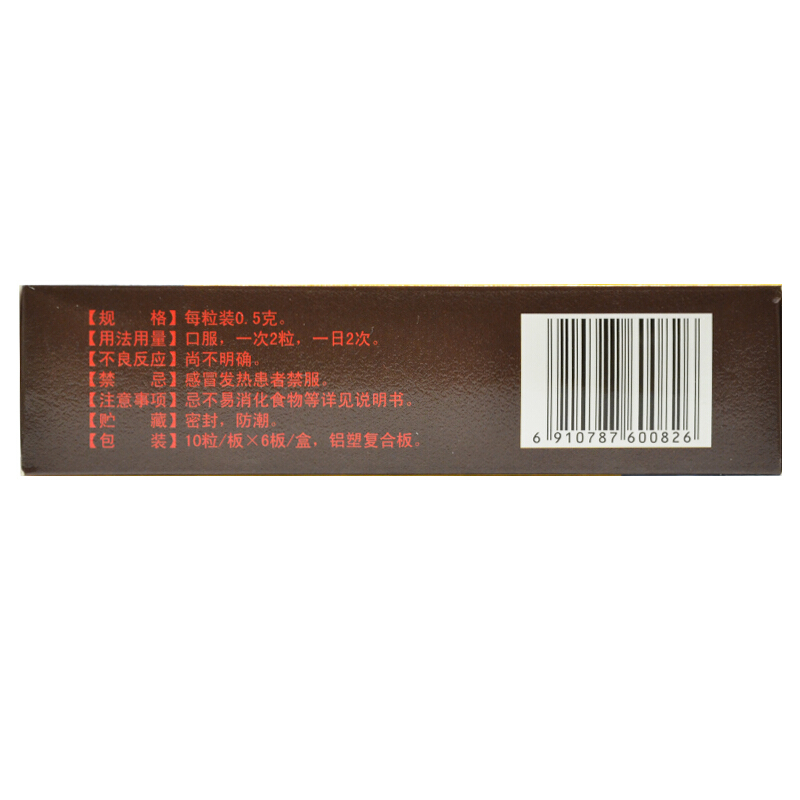 【规　　格】每粒装0.5克。
【用法用量】口服，一次2粒，一日2次。
【不良反应】尚不明确。
【禁　　忌】感冒发热患者禁服。
【注意事项】忌不易消化食物等详见说明书。
【贮　　藏】密封，防潮。
【包　　装】10粒/板×6板/盒，铝塑复合板。
6 910787 600826